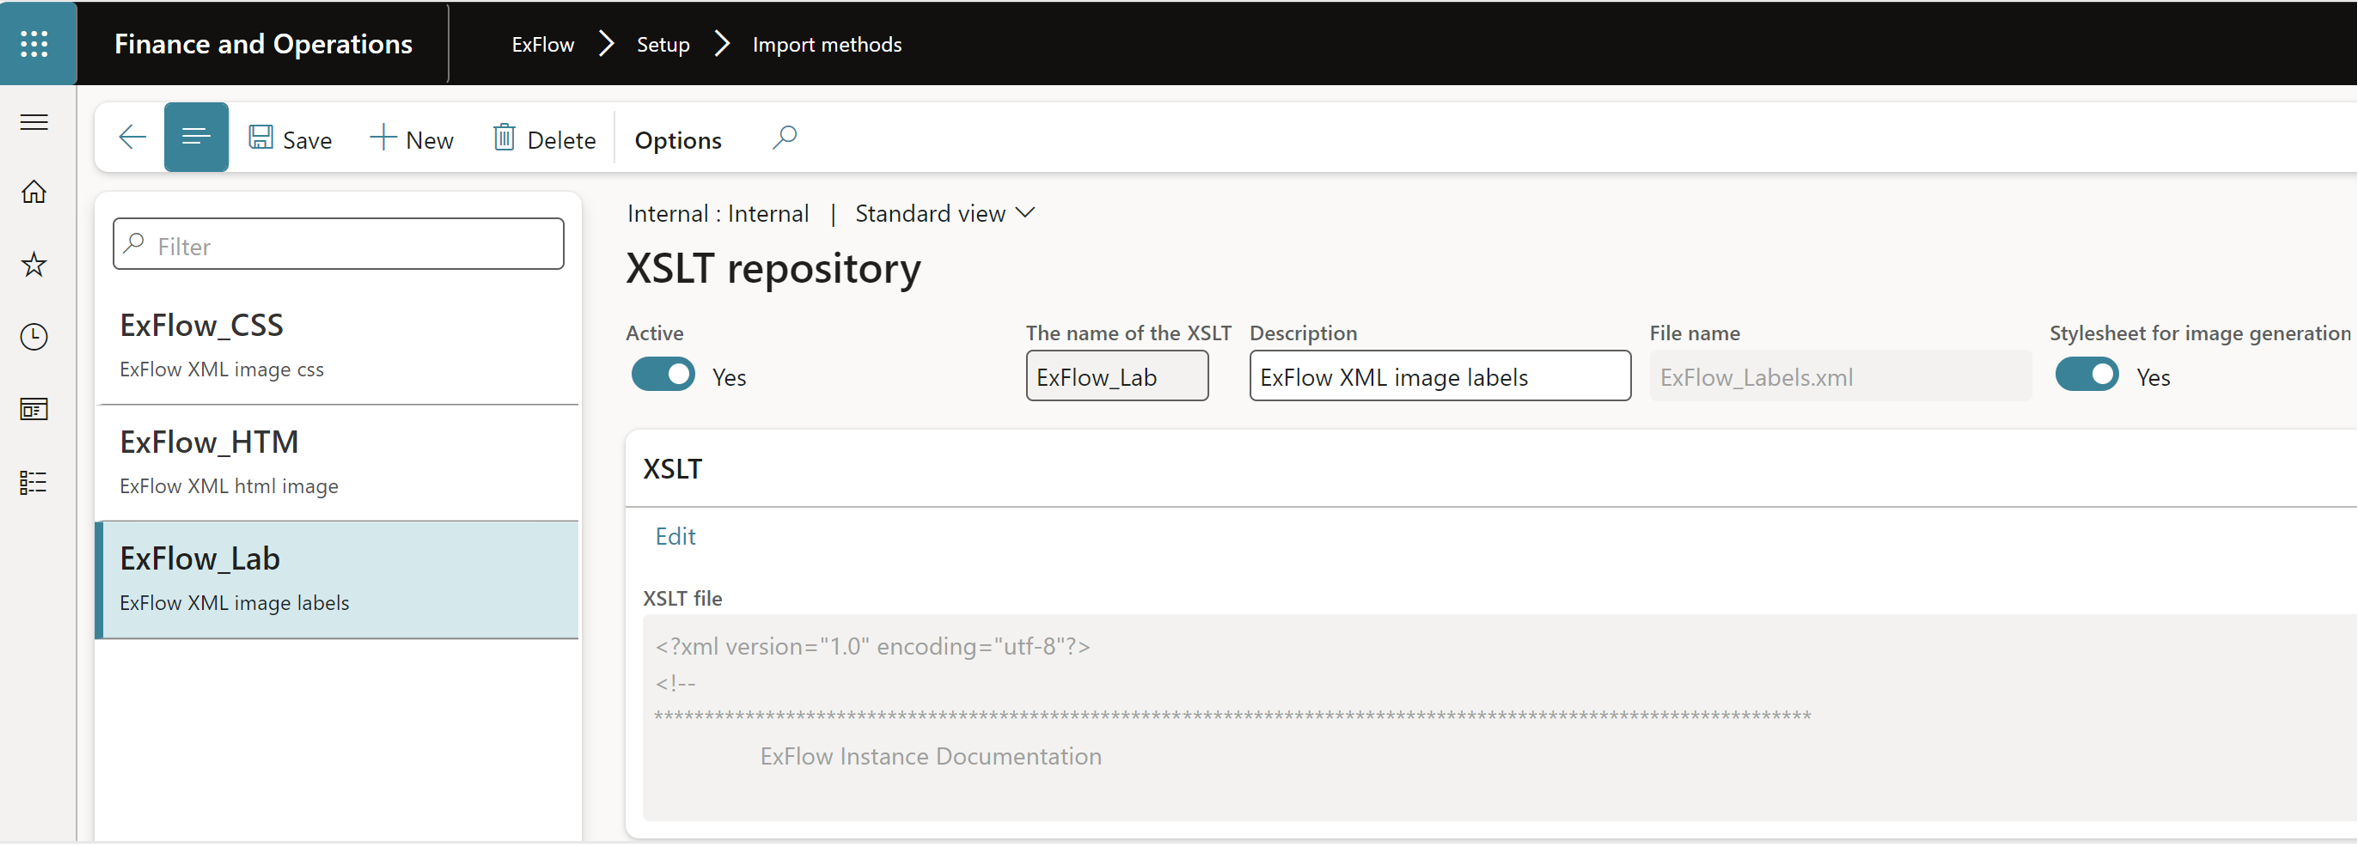 Finance and Operations
ExFlow > Setup > Import methods
Save
New
Delete
Options
Filter
ExFlow_CSS
ExFlow XML image css
ExFlow_HTM
ExFlow XML html image
ExFlow_Lab
ExFlow XML image labels
Internal : Internal | Standard view
XSLT repository
Active
Yes
The name of the XSLT
ExFlow_Lab
Description
ExFlow XML image labels
File name
ExFlow_Labels.xml
Stylesheet for image generation
Yes
XSLT
Edit
XSLT file
<?xml version="1.0" encoding="utf-8"?>
<!--
******************************************************************************************************************
ExFlow Instance Documentation